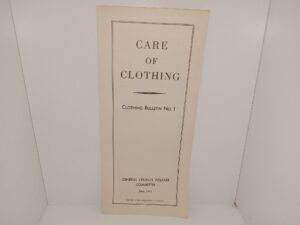 CARE
OF
CLOTHING
CLOTHING BULLETIN NO. 1
GENERAL CHURCH WELFARE
COMMITTEE